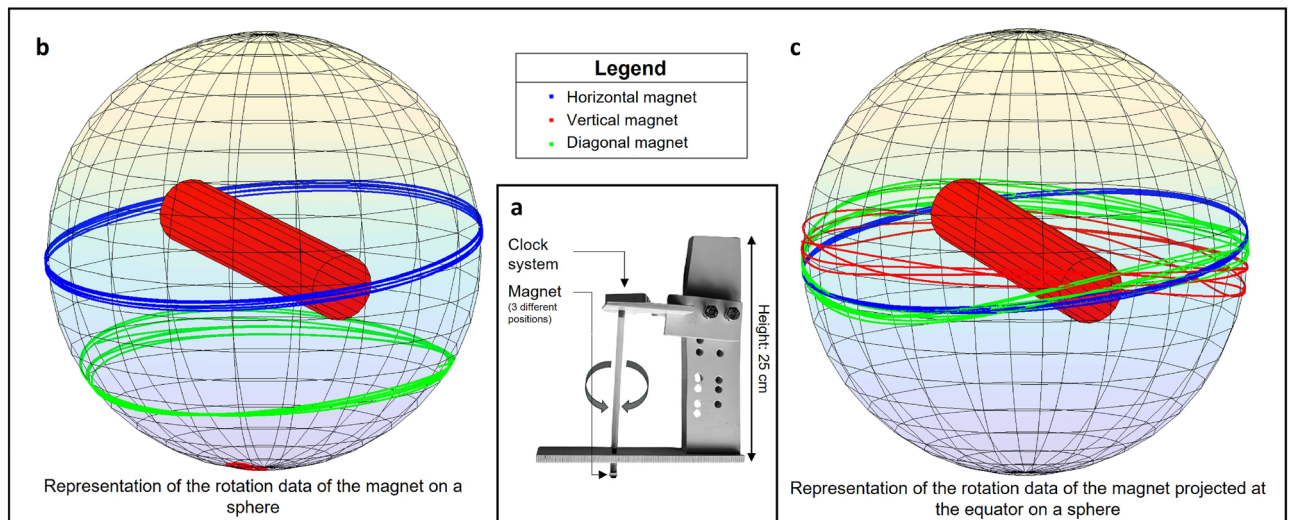 b
Representation of the rotation data of the magnet on a
sphere
Legend
Horizontal magnet
Vertical magnet
Diagonal magnet
a
Clock
system
Magnet
(3 different
positions)
Height: 25 cm
c
Representation of the rotation data of the magnet projected at
the equator on a sphere